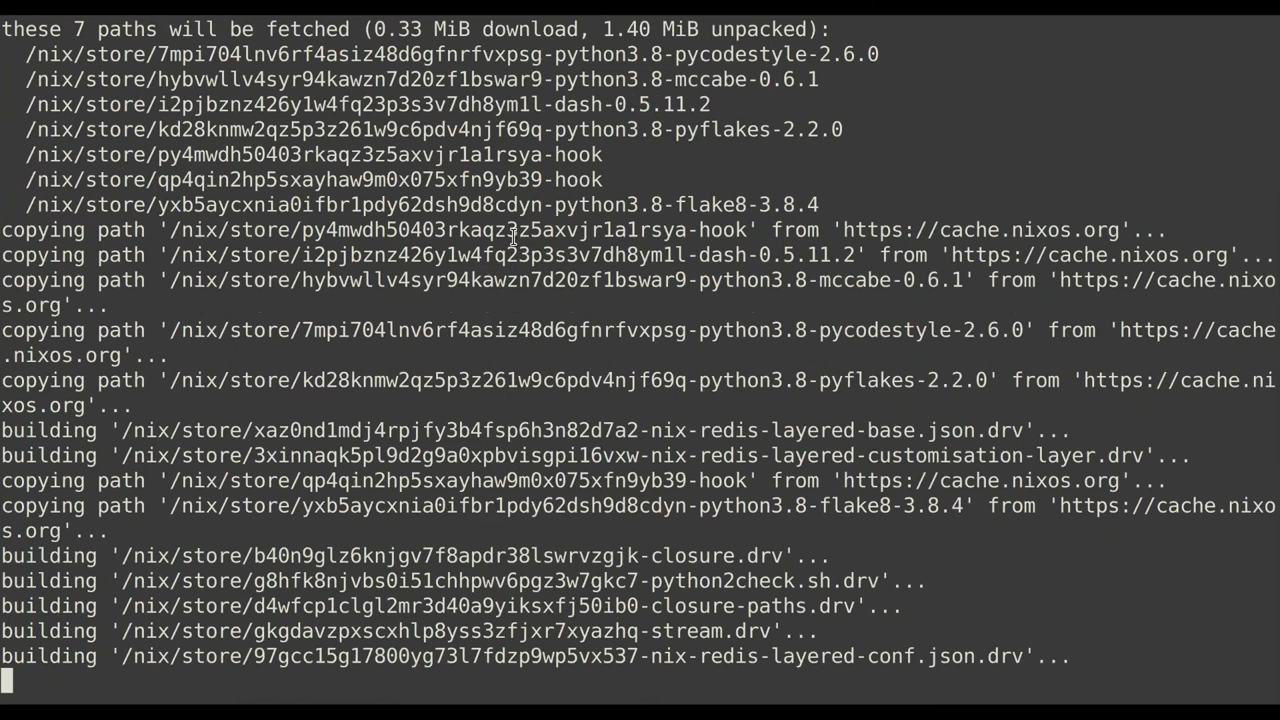 these 7 paths will be fetched (0.33 MiB download, 1.40 MiB unpacked):
/nix/store/7mpi704lnv6rf4asiz48d6gfnrfvxpsg-python3.8-pycodestyle-2.6.0
/nix/store/hybvwllv4syr94kawzn7d20zf1bswar9-python3.8-mccabe-0.6.1
/nix/store/i2pjbznz426y1w4fq23p3s3v7dh8ym1l-dash-0.5.11.2
/nix/store/kd28knmw2qz5p3z261w9c6pdv4njf69q-python3.8-pyflakes-2.2.0
/nix/store/py4mwdh50403rkaqz3z5axvjr1a1rsya-hook
/nix/store/qp4qin2hp5sxayhaw9m0x075xfn9yb39-hook
/nix/store/yxb5aycxnia0ifbr1pdy62dsh9d8cdyn-python3.8-flake8-3.8.4
copying path '/nix/store/py4mwdh50403rkaqz3z5axvjr1a1rsya-hook' from 'https://cache.nixos.org'...
copying path '/nix/store/i2pjbznz426y1w4fq23p3s3v7dh8ym1l-dash-0.5.11.2' from 'https://cache.nixos.org'...
copying path '/nix/store/hybvwllv4syr94kawzn7d20zf1bswar9-python3.8-mccabe-0.6.1' from 'https://cache.nixo
s.org'...
copying path '/nix/store/7mpi704lnv6rf4asiz48d6gfnrfvxpsg-python3.8-pycodestyle-2.6.0' from 'https://cache
.nixos.org'...
copying path '/nix/store/kd28knmw2qz5p3z261w9c6pdv4njf69q-python3.8-pyflakes-2.2.0' from 'https://cache.ni
xos.org'...
building '/nix/store/xaz0nd1mdj4rpjfy3b4fsp6h3n82d7a2-nix-redis-layered-base.json.drv'...
building '/nix/store/3xinnaqk5pl9d2g9a0xpbvisgpi16vxw-nix-redis-layered-customisation-layer.drv'...
copying path '/nix/store/qp4qin2hp5sxayhaw9m0x075xfn9yb39-hook' from 'https://cache.nixos.org'...
copying path '/nix/store/yxb5aycxnia0ifbr1pdy62dsh9d8cdyn-python3.8-flake8-3.8.4' from 'https://cache.nixo
s.org'...
building '/nix/store/b40n9glz6knjgv7f8apdr38lswrvzgjk-closure.drv'...
building '/nix/store/g8hfk8njvbs0i51chhpwv6pgz3w7gkc7-python2check.sh.drv'...
building '/nix/store/d4wfcp1clgl2mr3d40a9yiksxfj50ib0-closure-paths.drv'...
building '/nix/store/gkgdavzpxscxhlp8yss3zfjxr7xyazhq-stream.drv'...
building '/nix/store/97gcc15g17800yg73l7fdzp9wp5vx537-nix-redis-layered-conf.json.drv'...